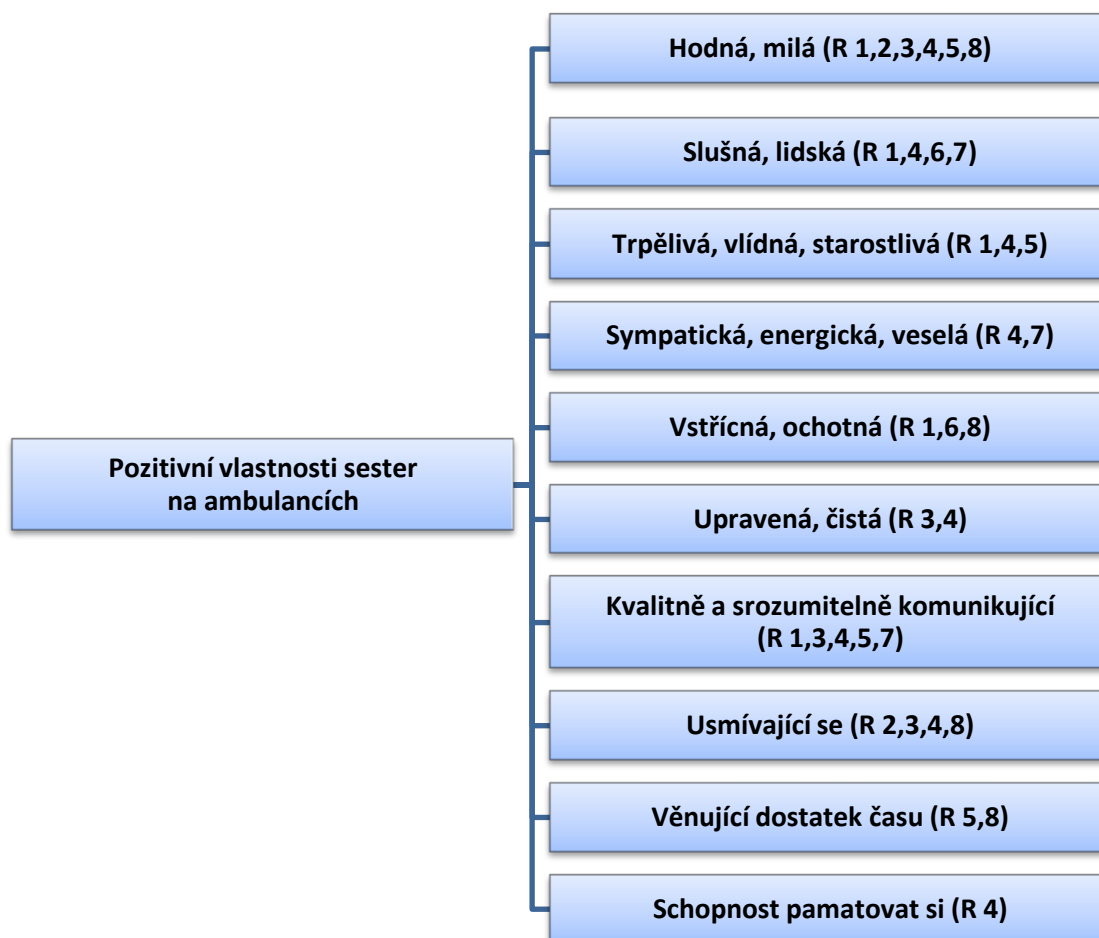 Hodná, milá (R 1,2,3,4,5,8)
Slušná, lidská (R 1,4,6,7)
Trpělivá, vlídná, starostlivá (R 1,4,5)
Sympatická, energická, veselá (R 4,7)
Vstřícná, ochotná (R 1,6,8)
Pozitivní vlastnosti sester
na ambulancích
Upravená, čistá (R 3,4)
Kvalitně a srozumitelně komunikující
(R 1,3,4,5,7)
Usmívající se (R 2,3,4,8)
Věnující dostatek času (R 5,8)
Schopnost pamatovat si (R 4)